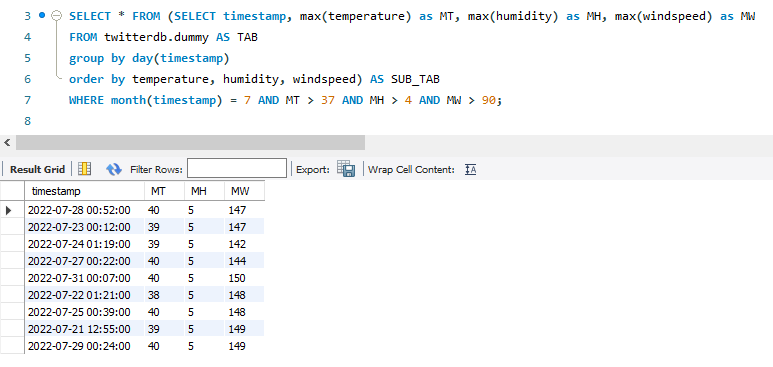 3 SELECT * FROM (SELECT timestamp, max(temperature) as MT, max(humidity) as MH, max(windspeed) as MW
4 FROM twitterdb.dummy AS TAB
5 group by day(timestamp)
6 order by temperature, humidity, windspeed) AS SUB_TAB
7 WHERE month(timestamp) = 7 AND MT > 37 AND MH > 4 AND MW > 90;
8
Result Grid Filter Rows: Export: Wrap Cell Content: IA
timestamp MT MH MW
2022-07-28 00:52:00 40 5 147
2022-07-23 00:12:00 39 5 147
2022-07-24 01:19:00 39 5 142
2022-07-27 00:22:00 40 5 144
2022-07-31 00:07:00 40 5 150
2022-07-22 01:21:00 38 5 148
2022-07-25 00:39:00 40 5 148
2022-07-21 12:55:00 39 5 149
2022-07-29 00:24:00 40 5 149